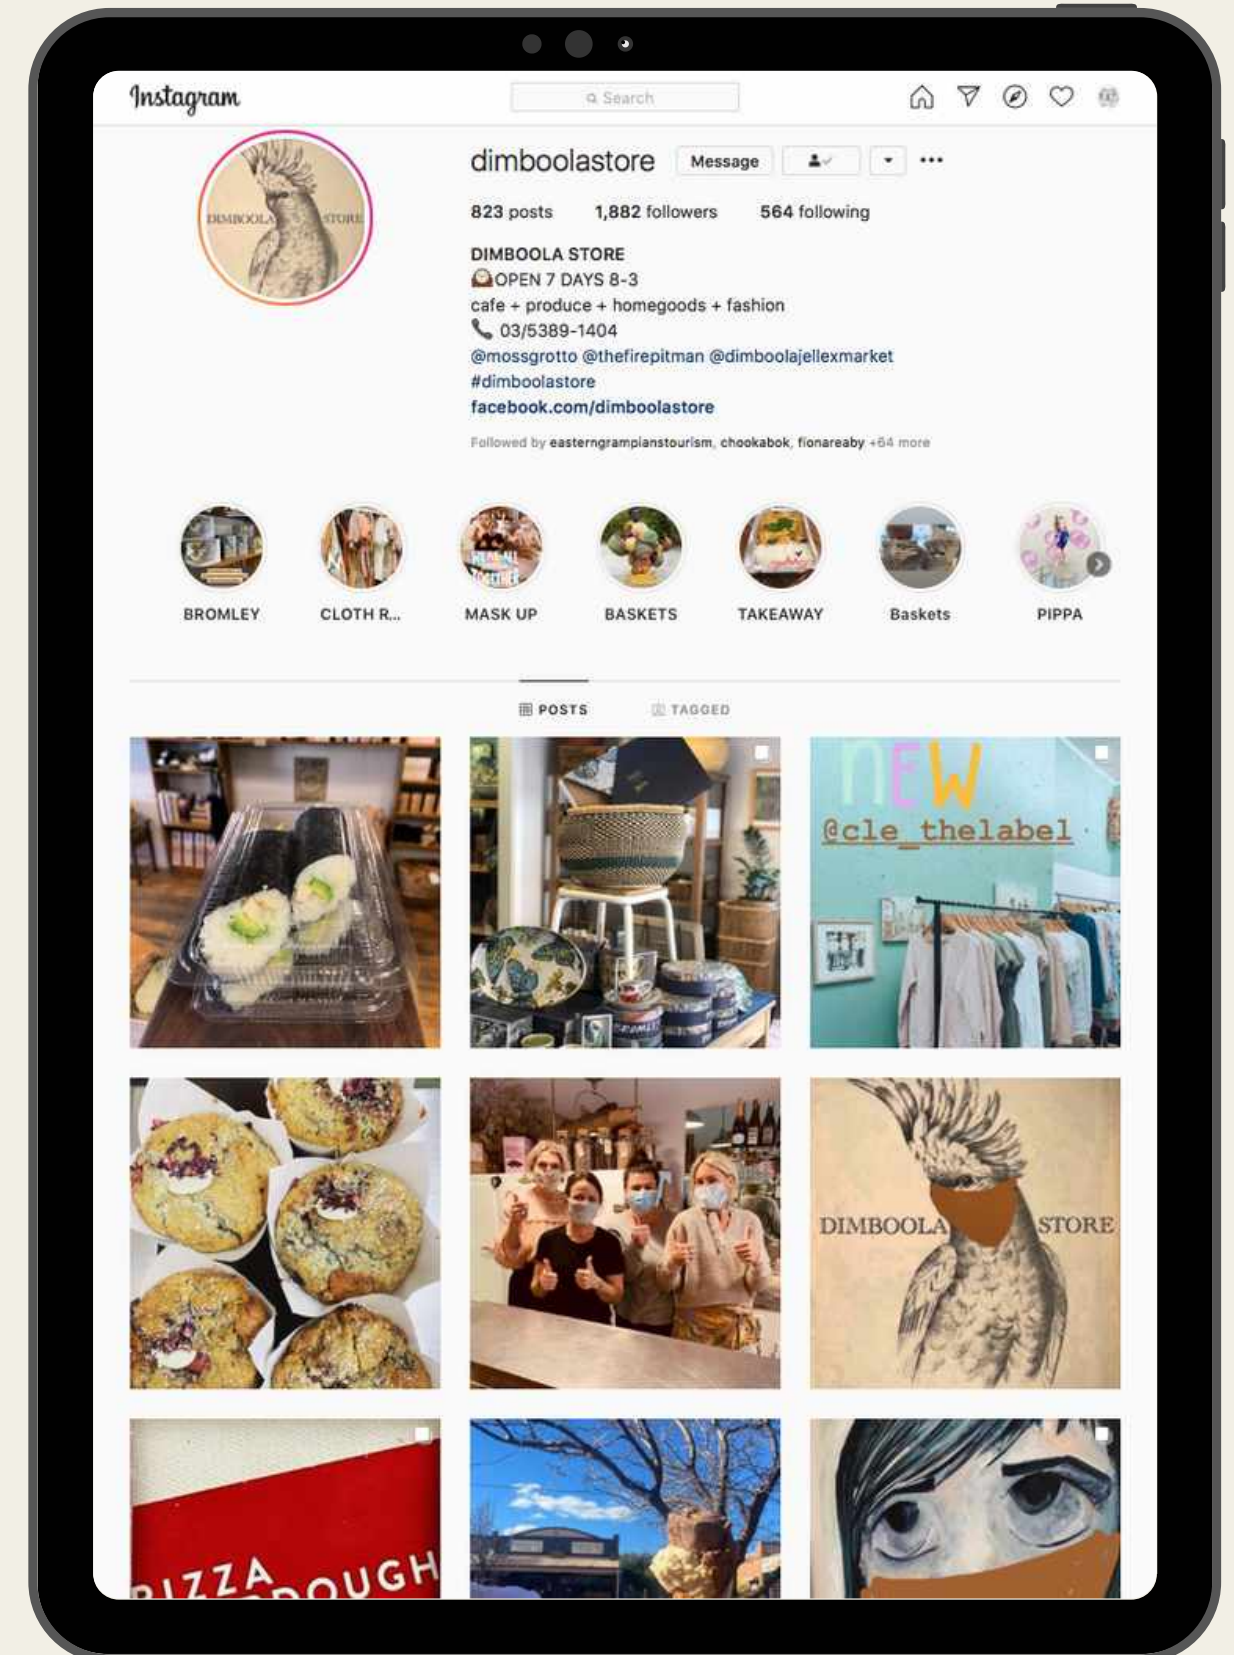 Instagram
Search
DIMBOOLA STORE
dimboolastore Message
823 posts 1,882 followers 564 following
DIMBOOLA STORE
OPEN 7 DAYS 8-3
cafe + produce + homegoods + fashion
03/5389-1404
@mossgrotto @thefirepitman @dimboolajellexmarket
#dimboolastore
facebook.com/dimboolastore
Followed by easterngrampianstourism, chookabok, fionareaby +64 more
TOGETHER
BROMLEY CLOTH R... MASK UP BASKETS TAKEAWAY Baskets PIPPA
POSTS TAGGED
nEW
@cle_thelabel
BROMLEY
DIMBOOLA STORE
PIZZA
DOUGH